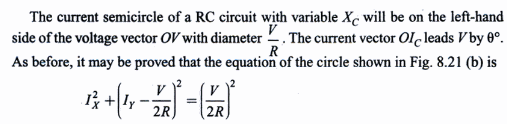 The current semicircle of a RC circuit with variable X_C will be on the left-hand
side of the voltage vector OV with diameter V/R. The current vector OI_C leads V by θ°.
As before, it may be proved that the equation of the circle shown in Fig. 8.21 (b) is
I_X^2 + (I_Y − V/2R)^2 = (V/2R)^2